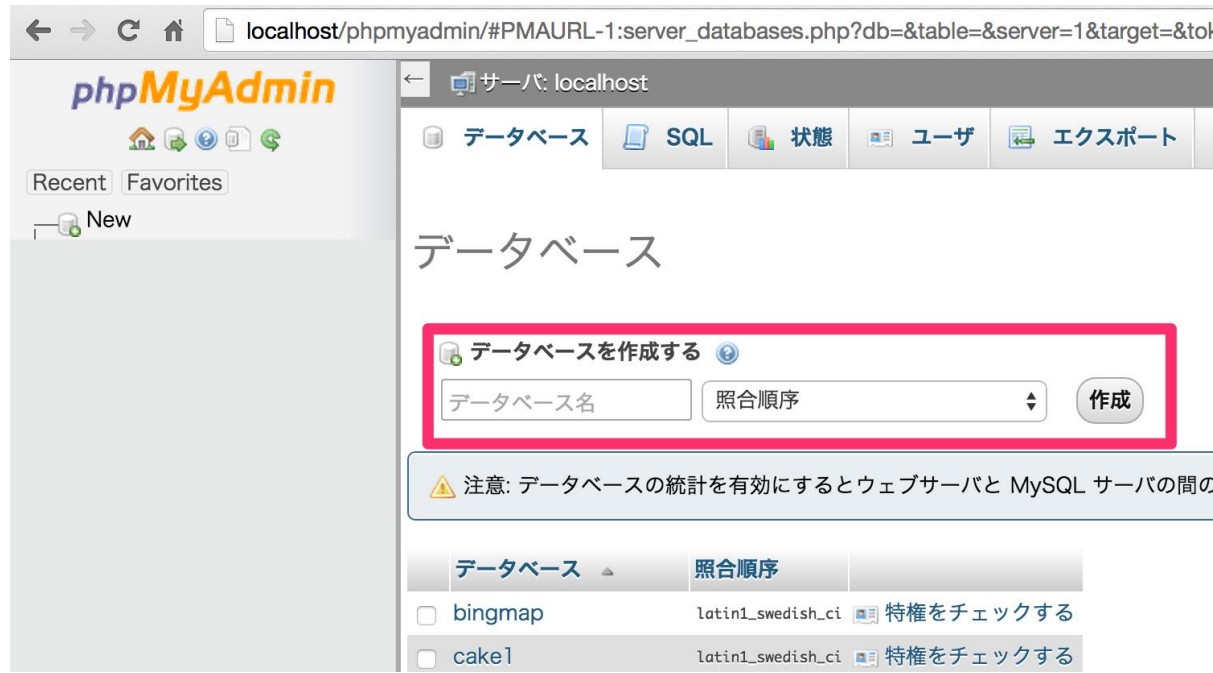 localhost/phpmyadmin/#PMAURL-1:server_databases.php?db=&table=&server=1&target=&tok
phpMyAdmin
Recent Favorites
New
サーバ: localhost
データベース SQL 状態 ユーザ エクスポート
データベース
データベースを作成する
データベース名 照合順序 作成
注意: データベースの統計を有効にするとウェブサーバと MySQL サーバの間の
データベース 照合順序
bingmap latin1_swedish_ci 特権をチェックする
cake1 latin1_swedish_ci 特権をチェックする